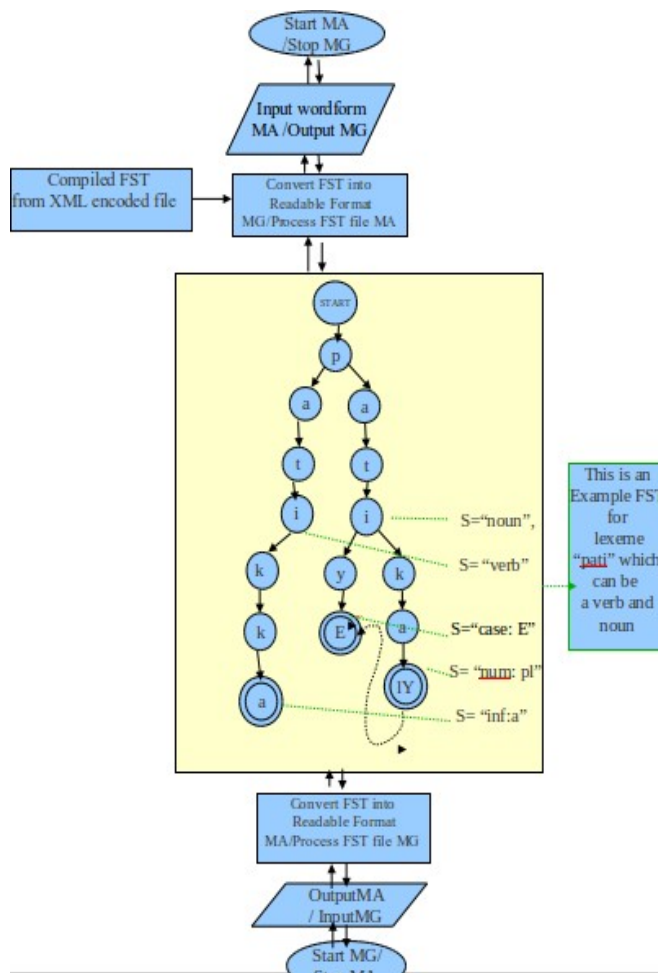 Start MA
/Stop MG
Input wordform
MA /Output MG
Compiled FST
from XML encoded file
Convert FST into
Readable Format
MG/Process FST file MA
START
p
a
a
t
t
i
i
S=“noun”,
S= “verb”
k
y
k
k
E
a
S=“case: E”
S= “num: pl”
a
lY
S= “inf:a”
This is an
Example FST
for
lexeme
“pati” which
can be
a verb and
noun
Convert FST into
Readable Format
MA/Process FST file MG
OutputMA
/ InputMG
Start MG/
Stop MA